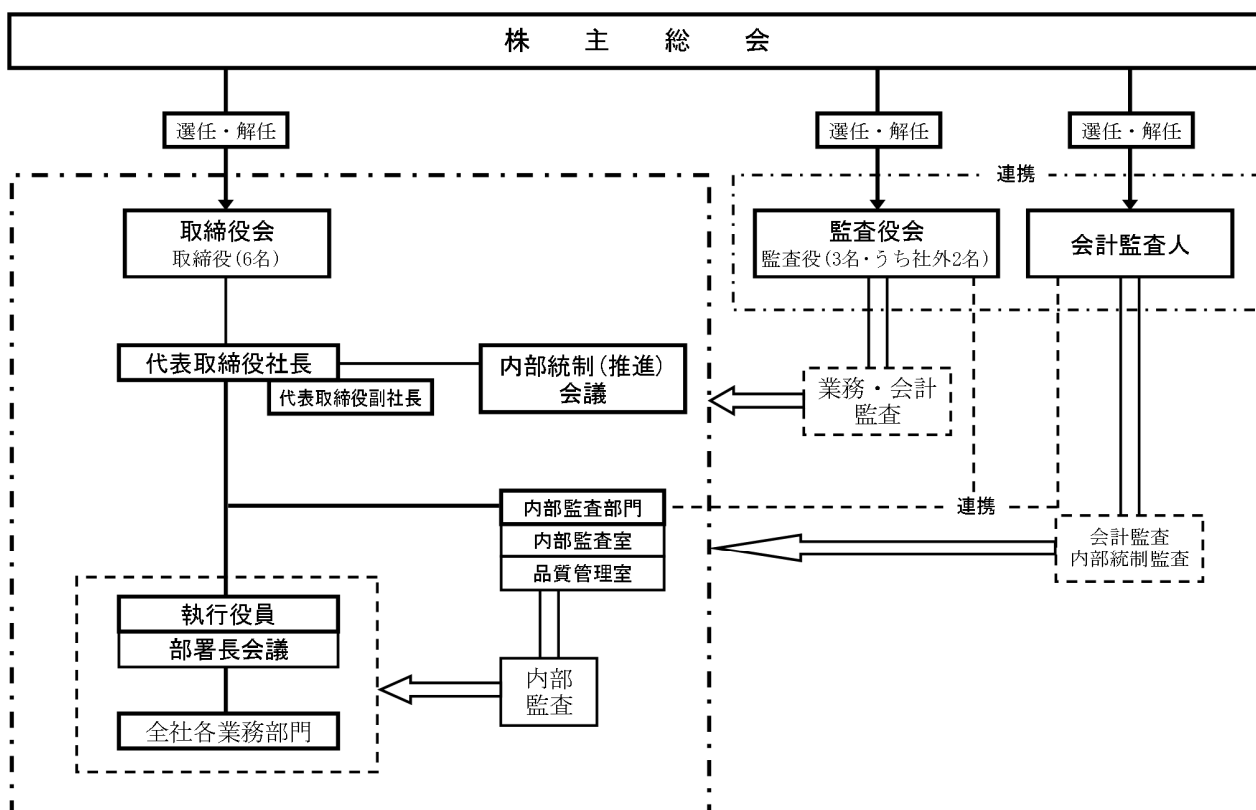 株主総会
選任・解任
選任・解任
選任・解任
連携
取締役会
取締役(6名)
監査役会
監査役(3名・うち社外2名)
会計監査人
代表取締役社長
代表取締役副社長
内部統制(推進)
会議
業務・会計
監査
内部監査部門
内部監査室
品質管理室
連携
会計監査
内部統制監査
執行役員
部署長会議
全社各業務部門
内部
監査